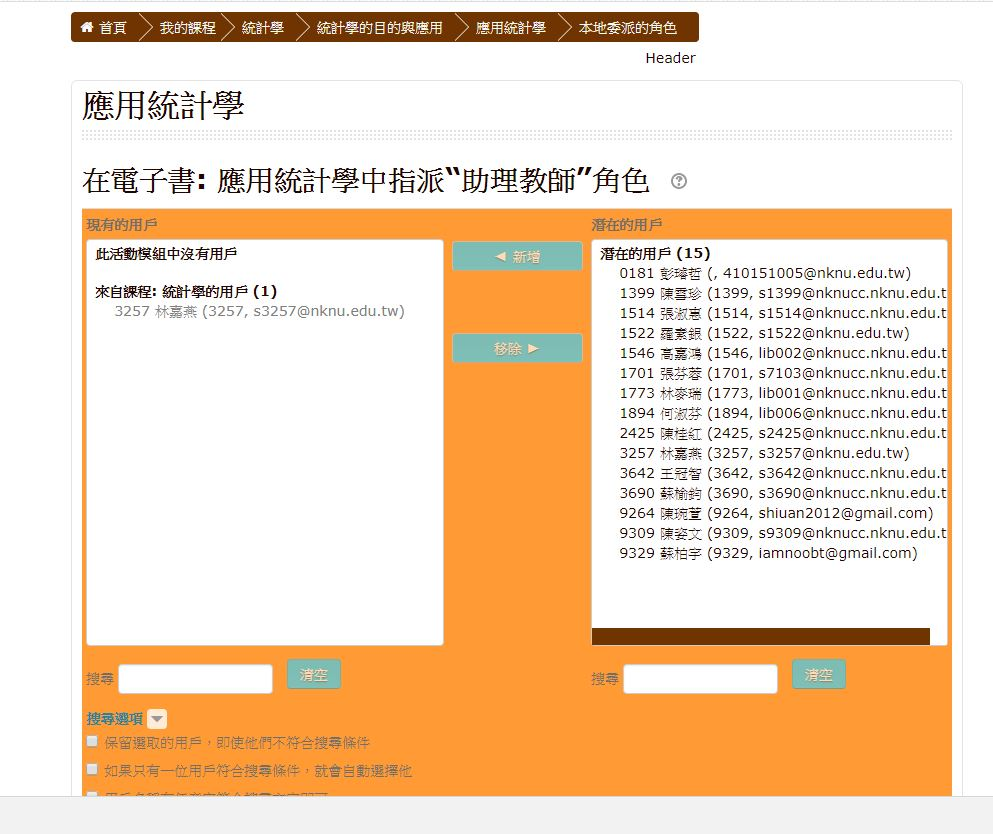 首頁 我的課程 統計學 統計學的目的與應用 應用統計學 本地委派的角色
Header
應用統計學
在電子書: 應用統計學中指派“助理教師”角色
現有的用戶
此活動模組中沒有用戶
來自課程: 統計學的用戶 (1)
3257 林嘉燕 (3257, s3257@nknu.edu.tw)
◄ 新增
移除 ►
潛在的用戶
潛在的用戶 (15)
0181 彭璿哲 (, 410151005@nknu.edu.tw)
1399 陳雪珍 (1399, s1399@nknucc.nknu.edu.t
1514 張淑惠 (1514, s1514@nknucc.nknu.edu.t
1522 羅素銀 (1522, s1522@nknu.edu.tw)
1546 高嘉鴻 (1546, lib002@nknucc.nknu.edu.t
1701 張芬蓉 (1701, s7103@nknucc.nknu.edu.t
1773 林麥瑞 (1773, lib001@nknucc.nknu.edu.t
1894 何淑芬 (1894, lib006@nknucc.nknu.edu.t
2425 陳桂红 (2425, s2425@nknucc.nknu.edu.t
3257 林嘉燕 (3257, s3257@nknu.edu.tw)
3642 王冠智 (3642, s3642@nknucc.nknu.edu.t
3690 蘇榆鈞 (3690, s3690@nknucc.nknu.edu.t
9264 陳琬萱 (9264, shiuan2012@gmail.com)
9309 陳姿文 (9309, s9309@nknucc.nknu.edu.t
9329 蘇柏宇 (9329, iamnoobt@gmail.com)
搜尋 清空
搜尋 清空
搜尋選項
保留選取的用戶，即使他們不符合搜尋條件
如果只有一位用戶符合搜尋條件，就會自動選擇他